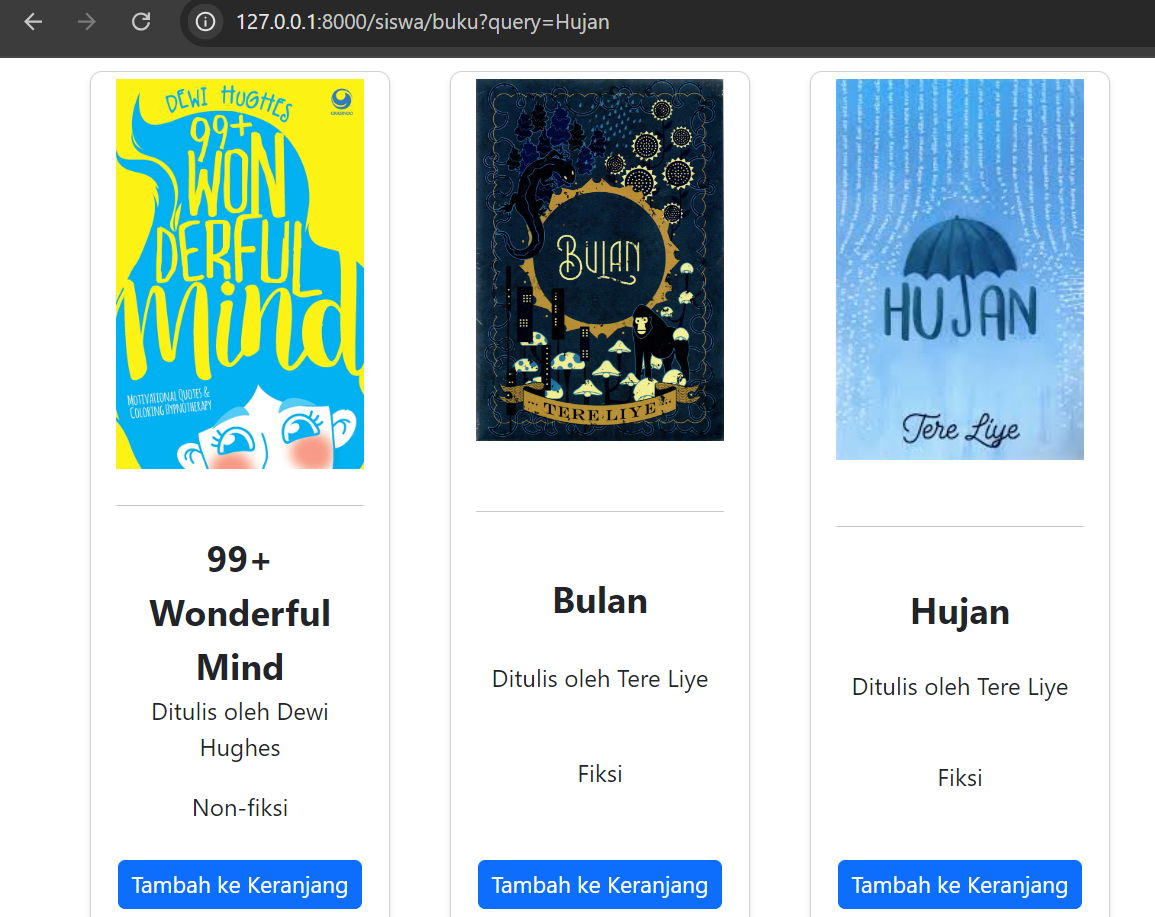 127.0.0.1:8000/siswa/buku?query=Hujan
DEWI HUGHES
99+
WON
DERFUL
Mind
MOTIVATIONAL QUOTES &
COLORING HYPNOTHERAPY
99+
Wonderful
Mind
Ditulis oleh Dewi
Hughes
Non-fiksi
Tambah ke Keranjang
BULAN
... TERE LIYE ...
Bulan
Ditulis oleh Tere Liye
Fiksi
Tambah ke Keranjang
HUJAN
Tere Liye
Hujan
Ditulis oleh Tere Liye
Fiksi
Tambah ke Keranjang